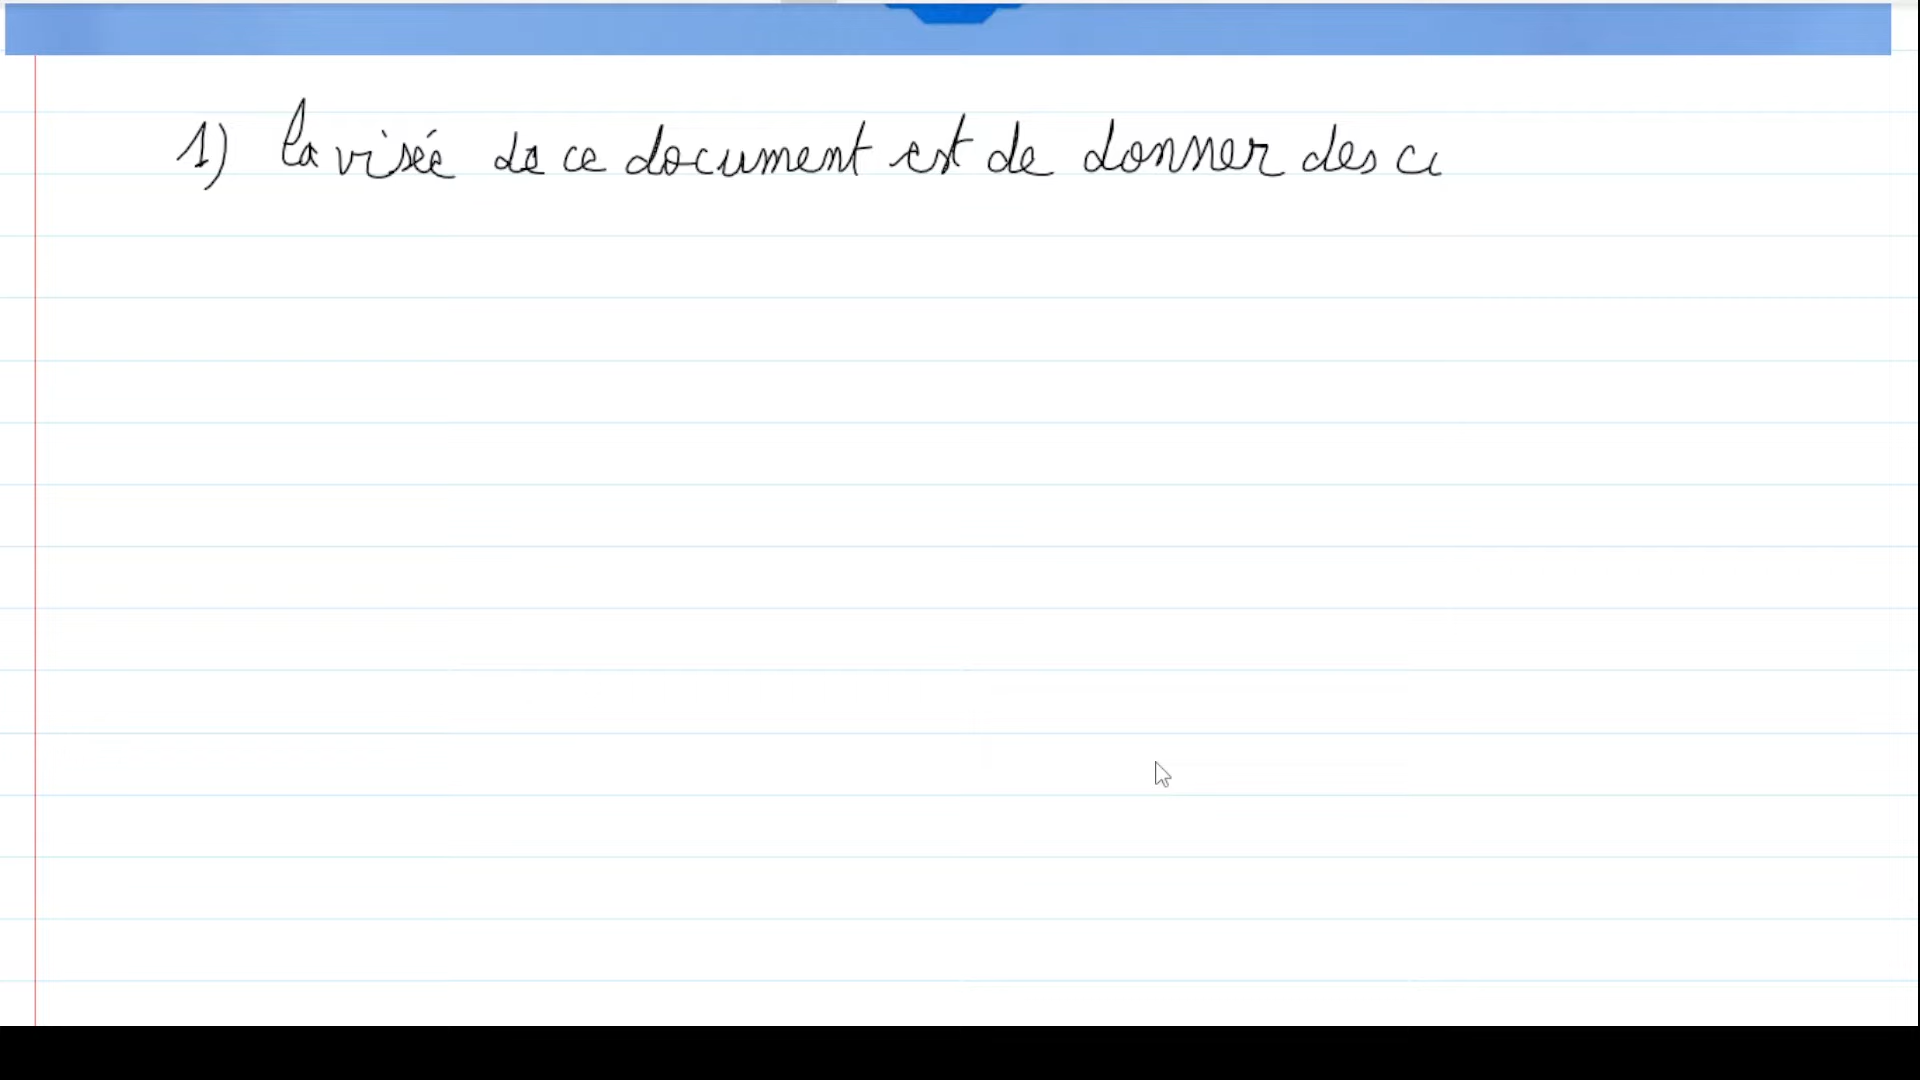 1) la visée de ce document est de donner des